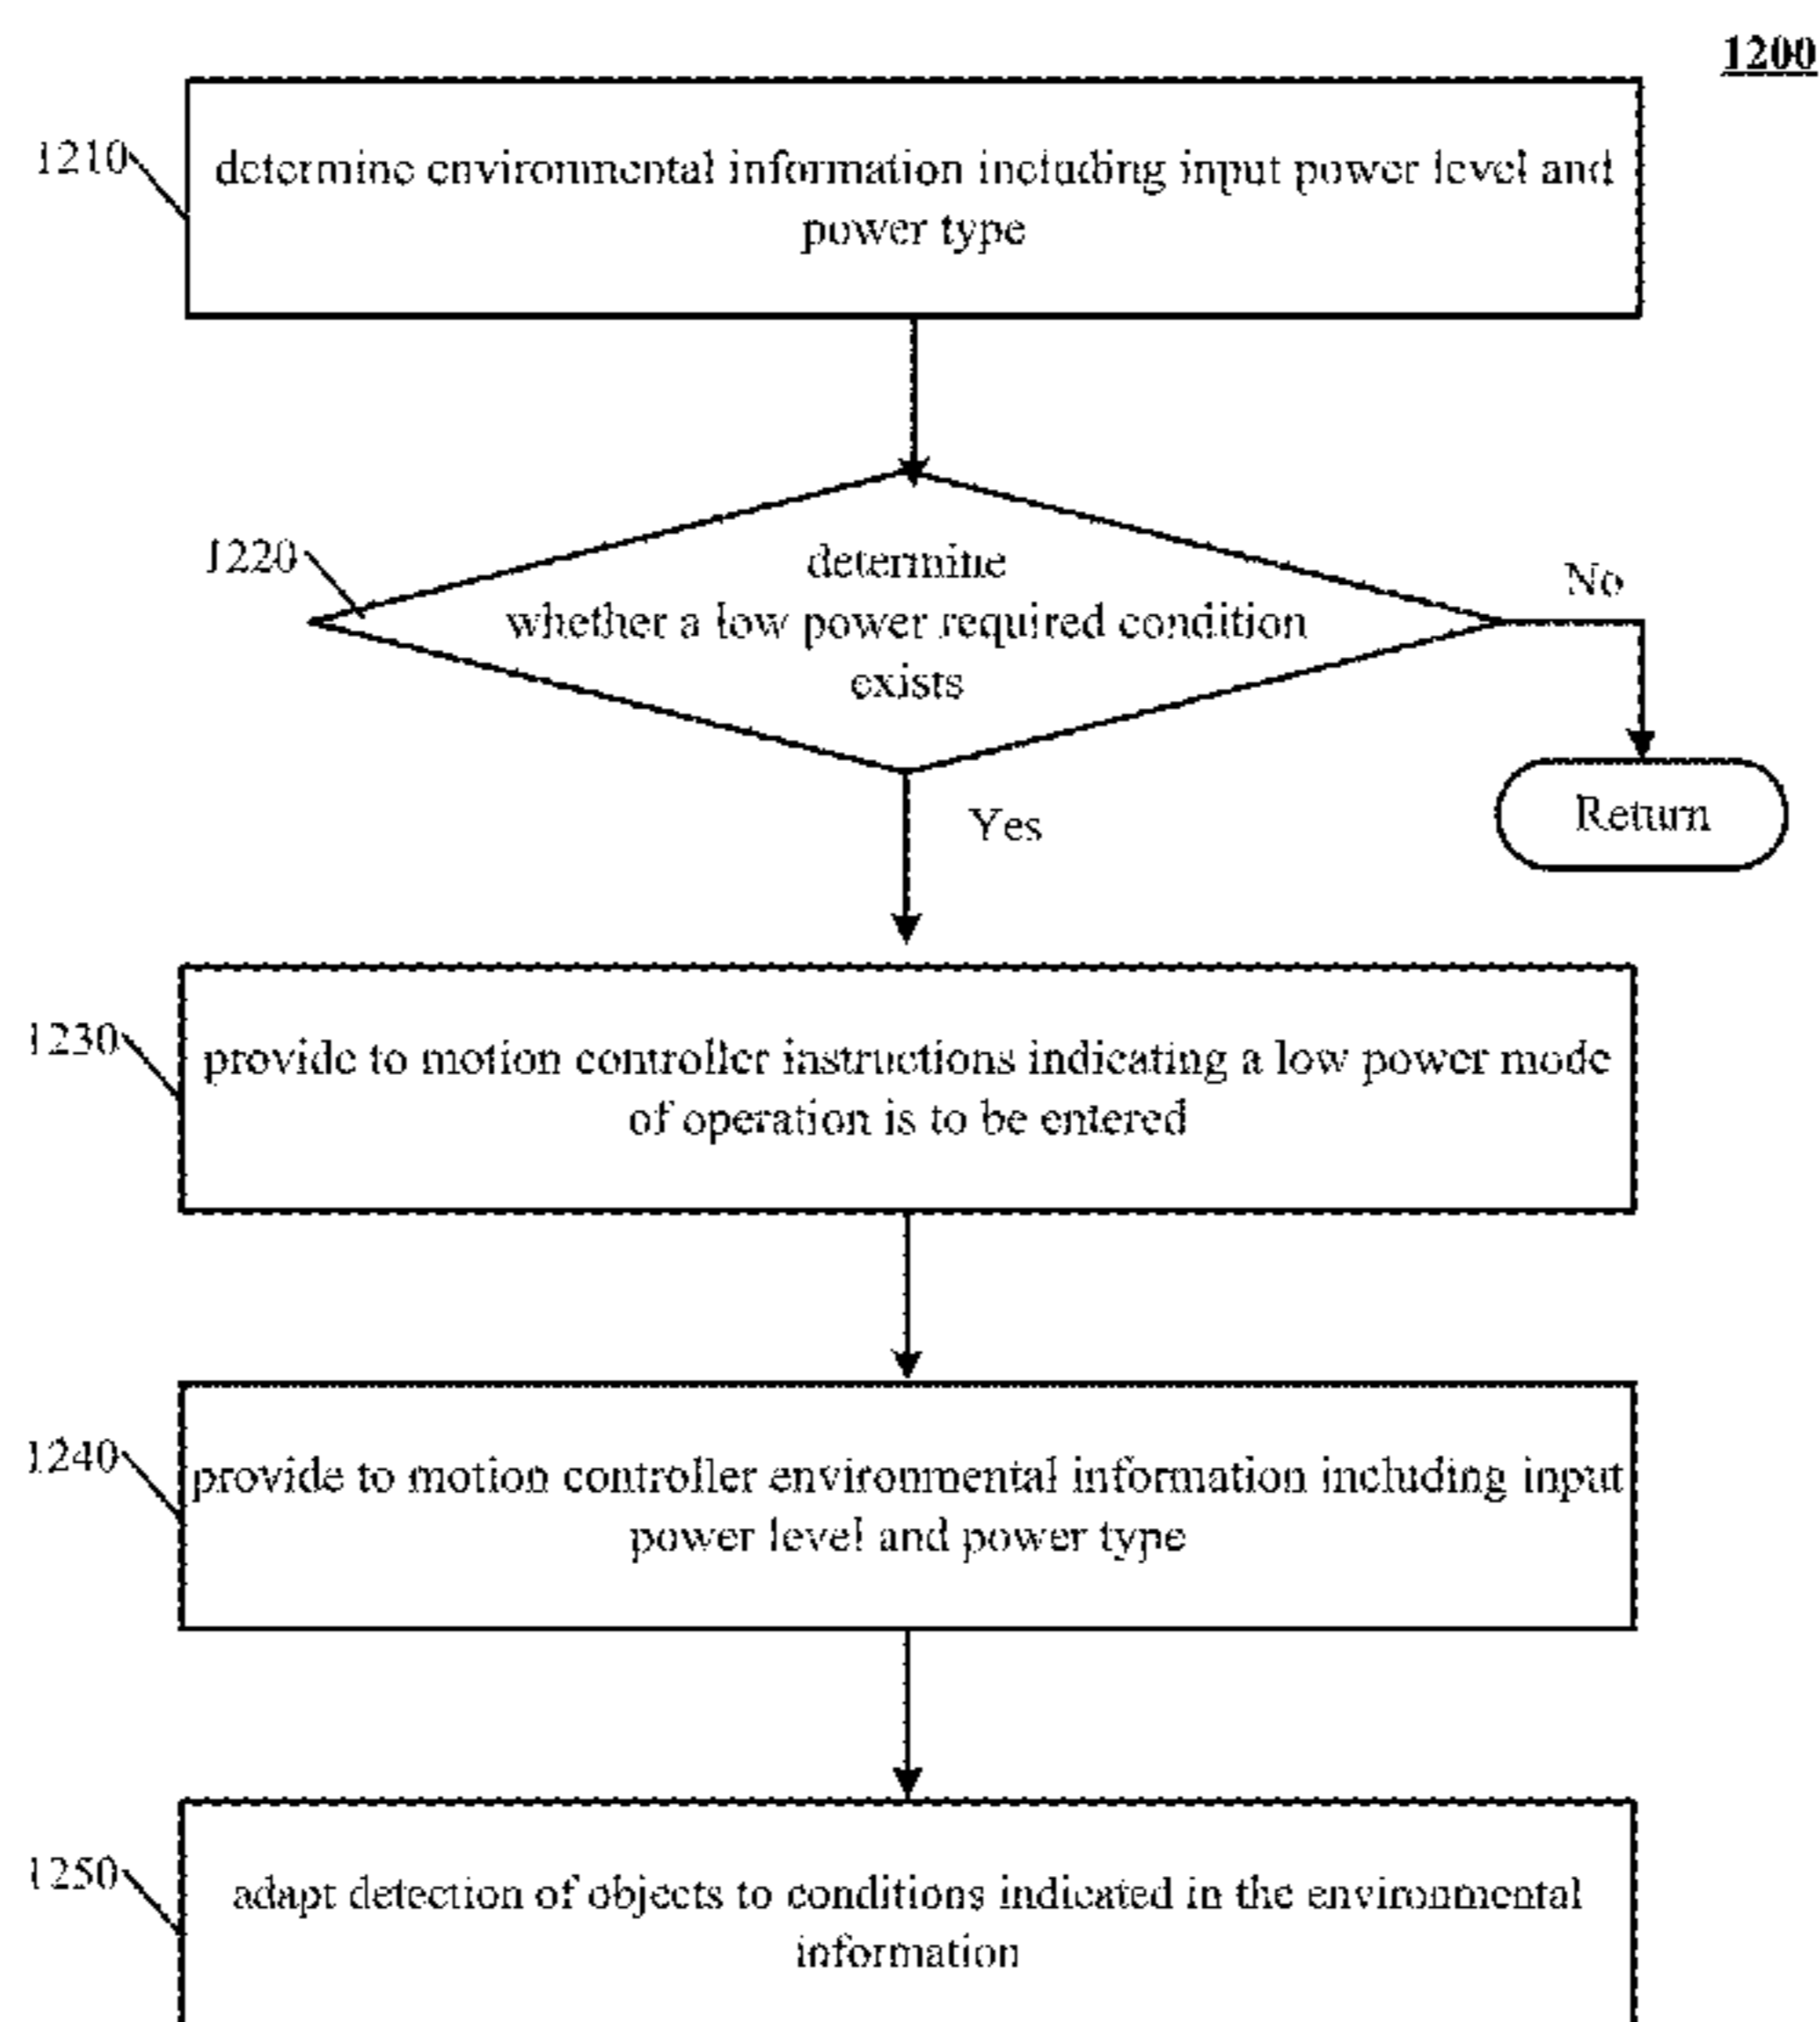 1200
1210
determine environmental information including input power level and
power type
1220
determine
whether a low power required condition
exists
No
Return
Yes
1230
provide to motion controller instructions indicating a low power mode
of operation is to be entered
1240
provide to motion controller environmental information including input
power level and power type
1250
adapt detection of objects to conditions indicated in the environmental
information